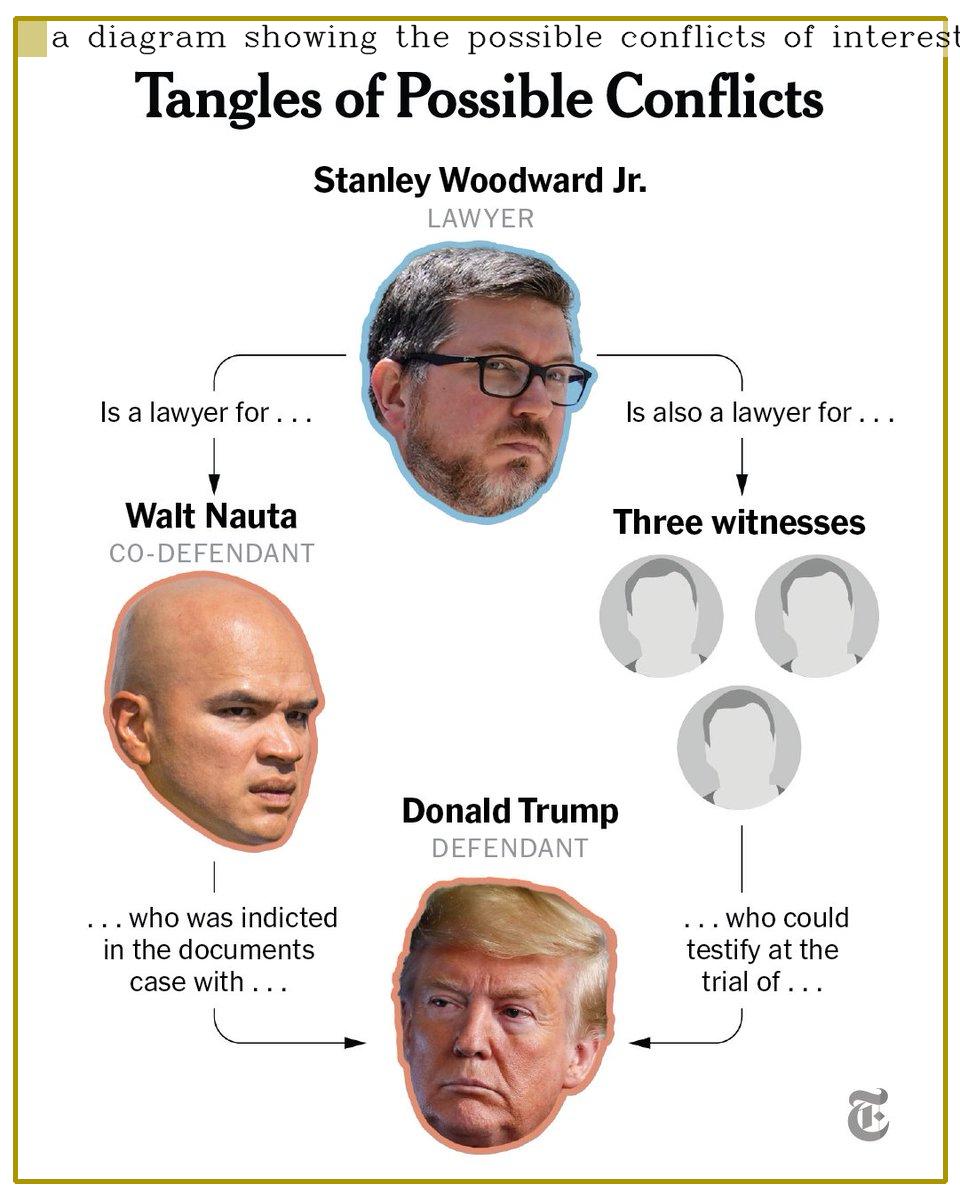 a diagram showing the possible conflicts of interest
Tangles of Possible Conflicts
Stanley Woodward Jr.
LAWYER
Is a lawyer for . . .
Is also a lawyer for . . .
Walt Nauta
CO-DEFENDANT
Three witnesses
Donald Trump
DEFENDANT
. . . who was indicted
in the documents
case with . . .
. . . who could
testify at the
trial of . . .
T